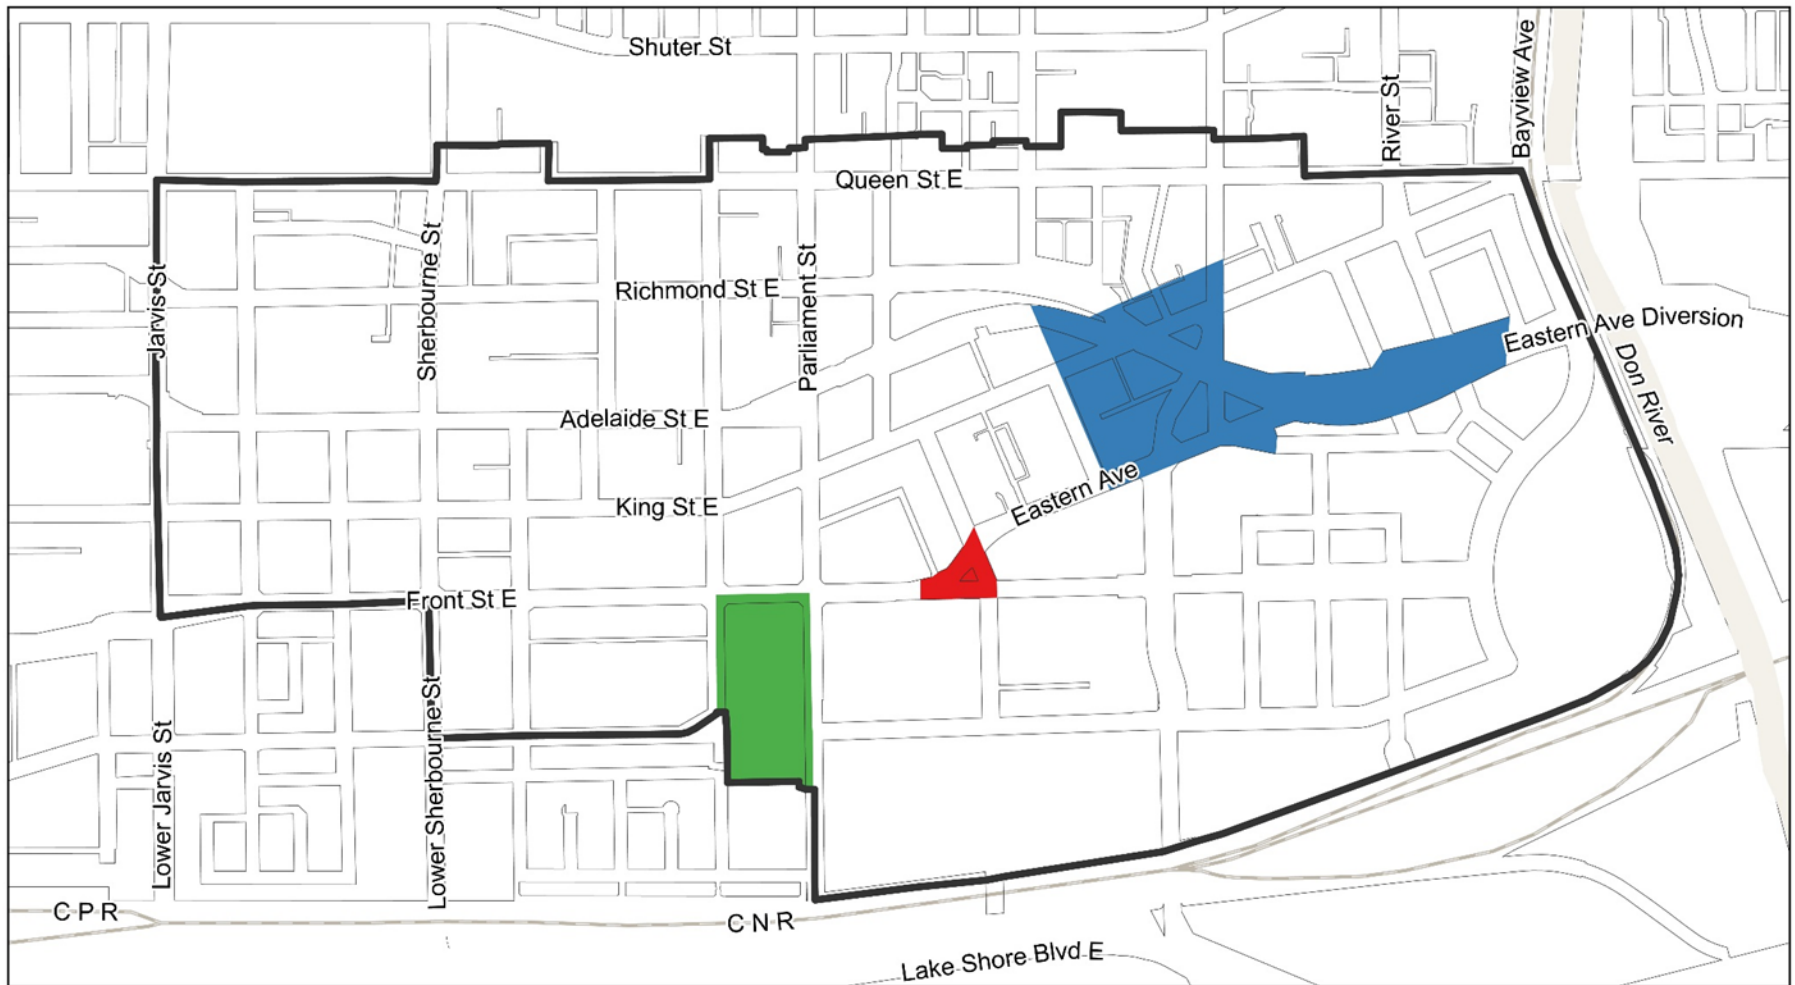 Shuter St
River St
Bayview Ave
Queen St E
Jarvis St
Sherbourne St
Richmond St E
Parliament St
Eastern Ave Diversion
Don River
Adelaide St E
King St E
Eastern Ave
Front St E
Lower Jarvis St
Lower Sherbourne St
C P R
C N R
Lake Shore Blvd E